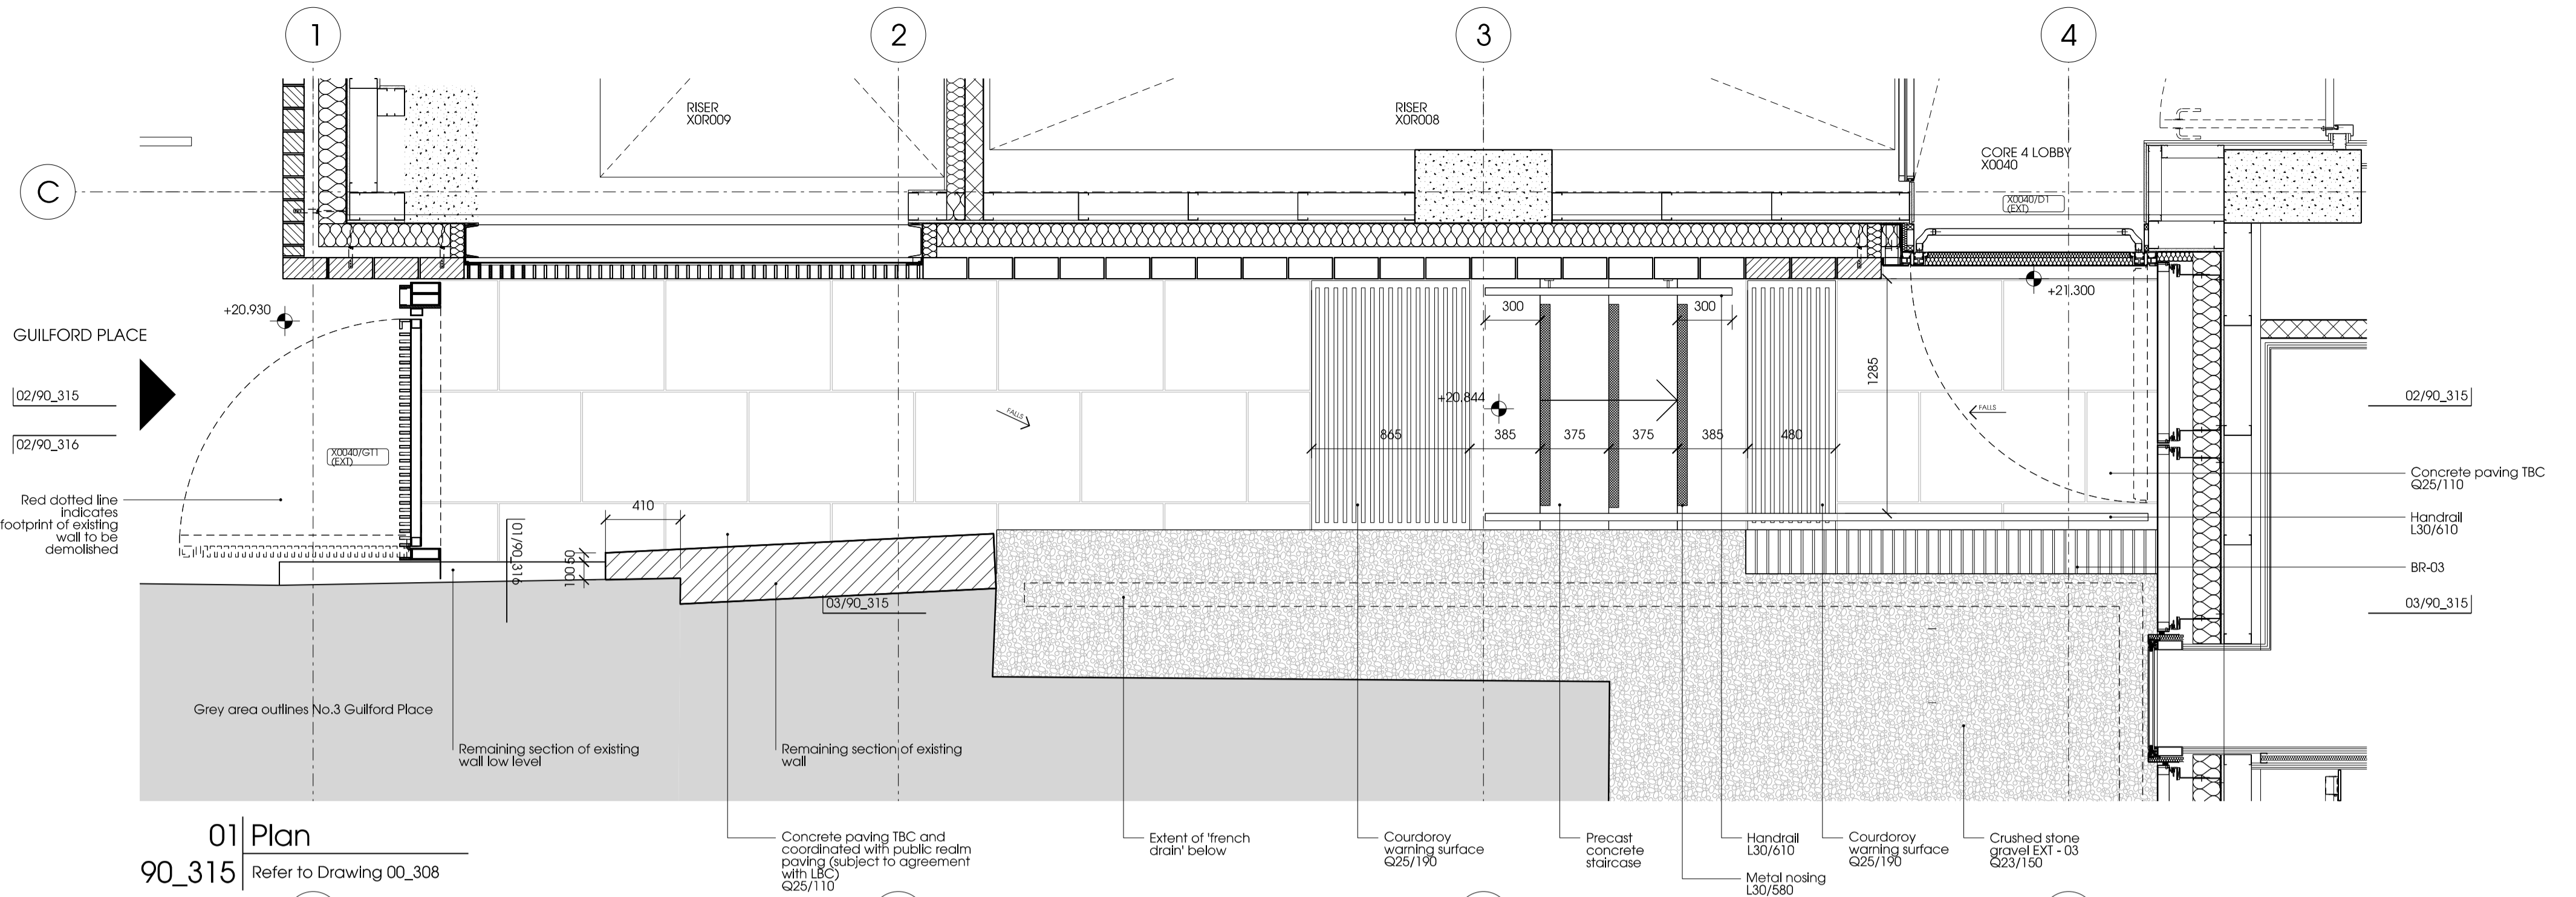 1
2
3
4
C
RISER
X0R009
RISER
X0R008
CORE 4 LOBBY
X0040
X0040/D1
(EXT)
+20.930
+21.300
GUILFORD PLACE
300
300
1285
02/90_315
02/90_316
+20.844
FALLS
FALLS
02/90_315
865
385
375
375
385
480
X0040/GT1
(EXT)
Red dotted line
indicates
footprint of existing
wall to be
demolished
410
01/90_316
100
50
Concrete paving TBC
Q25/110
Handrail
L30/610
BR-03
03/90_315
03/90_315
Grey area outlines No.3 Guilford Place
Remaining section of existing
wall low level
Remaining section of existing
wall
01 Plan
90_315 Refer to Drawing 00_308
Concrete paving TBC and
coordinated with public realm
paving (subject to agreement
with LBC)
Q25/110
Extent of 'french
drain' below
Courdoroy
warning surface
Q25/190
Precast
concrete
staircase
Handrail
L30/610
Metal nosing
L30/580
Courdoroy
warning surface
Q25/190
Crushed stone
gravel EXT - 03
Q23/150